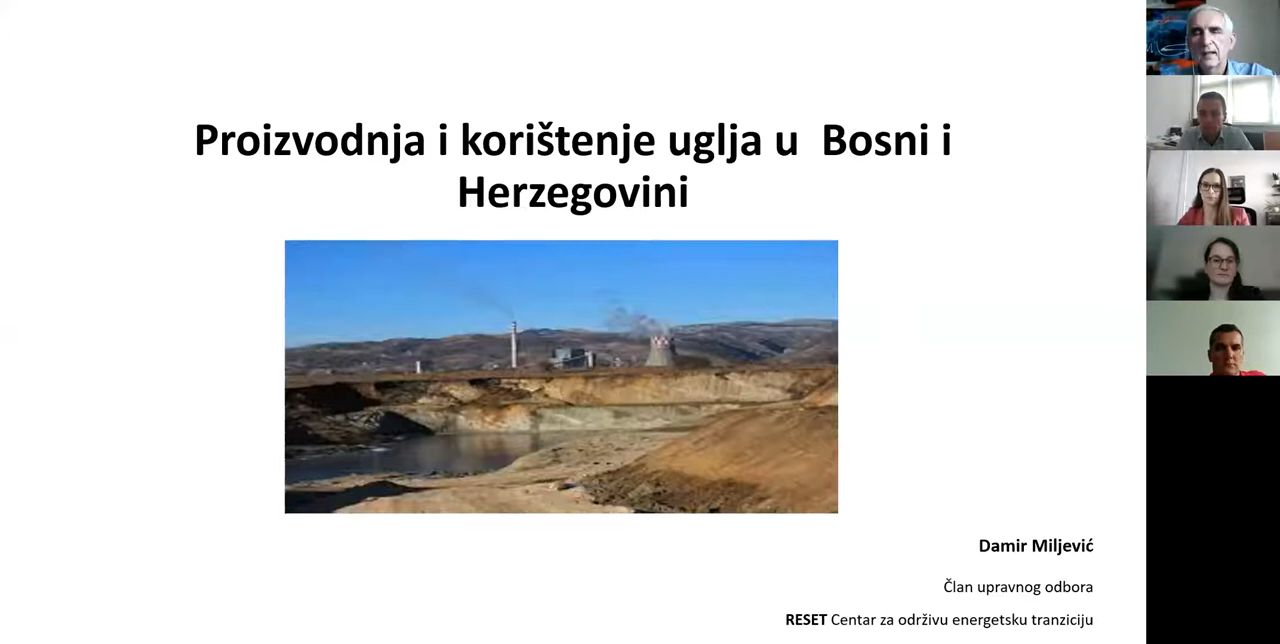 Proizvodnja i korištenje uglja u Bosni i
Herzegovini
Damir Miljević
Član upravnog odbora
RESET Centar za održivu energetsku tranziciju